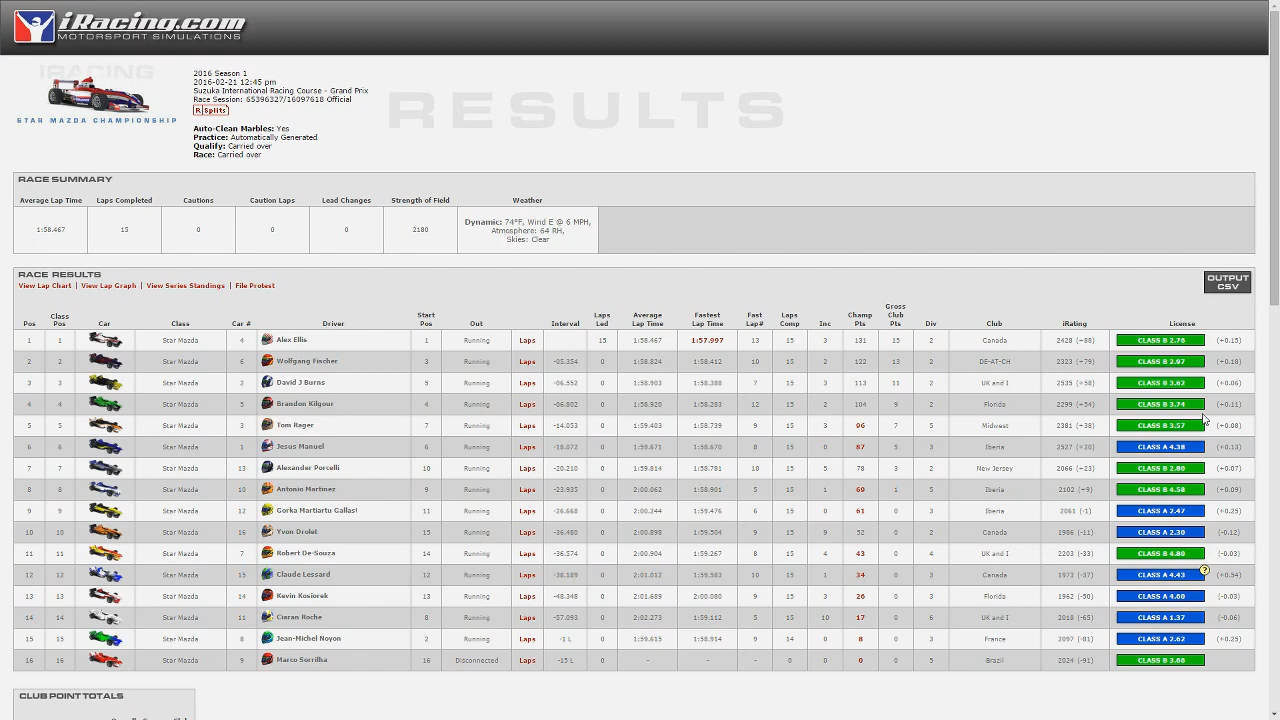 iRacing.com
MOTORSPORT SIMULATIONS
IRACING
STAR MAZDA CHAMPIONSHIP
2016 Season 1
2016-02-21 12:45 pm
Suzuka International Racing Course - Grand Prix
Official
R Splits
Auto-Clean Marbles: Yes
Practice: Automatically Generated
Qualify: Carried over
Race: Carried over
RESULTS
RACE SUMMARY
Average Lap Time Laps Completed Cautions Caution Laps Lead Changes Strength of Field Weather
1:58.467 15 0 0 0 2180 Dynamic: 74°F, Wind E @ 6 MPH,
Atmosphere: 64 RH,
Skies: Clear
RACE RESULTS
View Lap Chart | View Lap Graph | View Series Standings | File Protest
OUTPUT CSV
Pos Class Pos Car Class Car # Driver Start Pos Out Interval Laps Led Average Lap Time Fastest Lap Time Fast Lap# Laps Comp Inc Champ Pts Gross Club Pts Div Club iRating License
1 1 Star Mazda 4 Alex Ellis 1 Running Laps 0 15 1:58.467 1:57.997 13 15 3 131 15 2 Canada 2428 (+88) CLASS B 2.76 (+0.15)
2 2 Star Mazda 6 Wolfgang Fischer 6 Running Laps -05.354 0 1:58.824 1:58.412 10 15 2 122 13 2 DE-AT-CH 2323 (+79) CLASS B 2.97 (+0.18)
3 3 Star Mazda 2 David J Burns 5 Running Laps -06.552 0 1:58.903 1:58.388 7 15 3 113 11 2 UK and I 2535 (+58) CLASS B 3.62 (+0.06)
4 4 Star Mazda 5 Brandon Kilgour 4 Running Laps -06.802 0 1:58.920 1:58.283 12 15 2 104 9 2 Florida 2299 (+54) CLASS B 3.74 (+0.11)
5 5 Star Mazda 3 Tom Rager 7 Running Laps -14.053 0 1:59.403 1:58.739 15 96 2 Midwest 2381 (+38) CLASS B 3.57 (+0.08)
6 6 Star Mazda 1 Jesus Manuel 3 Running Laps -18.072 0 1:59.671 1:58.670 8 15 87 5 3 Iberia 2527 (+20) CLASS A 4.38 (+0.13)
7 7 Star Mazda 13 Alexander Porcelli 10 Running Laps -20.210 0 1:59.814 1:58.781 10 15 5 78 2 New Jersey 2066 (+23) CLASS B 2.80 (+0.07)
8 8 Star Mazda 10 Antonio Martinez 9 Running Laps -23.935 0 2:00.062 1:58.901 5 15 1 69 1 5 Iberia 2102 (+9) CLASS B 4.58 (+0.09)
9 9 Star Mazda 12 Gorka Martiartu Gallast 11 Running Laps -26.668 0 2:00.244 1:59.476 8 15 1 61 0 3 Iberia 2061 (-1) CLASS A 2.47 (+0.25)
10 10 Star Mazda 16 Yvon Drolet 15 Running Laps -36.480 0 2:00.898 1:59.504 9 15 9 52 0 2 Canada 1986 (-11) CLASS A 2.30 (-0.12)
11 11 Star Mazda 7 Robert De-Souza 14 Running Laps -36.574 0 2:00.904 1:59.267 8 15 4 43 0 4 UK and I 2203 (-33) CLASS B 4.80
12 12 Star Mazda 15 Claude Lessard 12 Running Laps -38.189 0 2:01.012 1:59.583 10 15 1 34 0 3 Canada 1973 (-37) CLASS A 4.43 ?
13 13 Star Mazda 14 Kevin Kosiorek 13 Running Laps -48.348 0 2:01.689 2:00.080 9 15 3 26 0 3 Florida 1962 (-50) CLASS A 4.60 (-0.03)
14 14 Star Mazda 11 Ciaran Roche 8 Running Laps -57.093 0 2:02.273 1:59.112 5 15 10 17 0 6 UK and I 2018 (-65) CLASS A 1.37 (-0.06)
15 15 Star Mazda 8 Jean-Michel Noyon 2 Running Laps -1 L 0 1:59.615 1:58.914 9 14 0 8 0 3 France 2097 (-81) CLASS A 2.62
16 16 Star Mazda 9 Marco Sorrilha 16 Disconnected Laps -15 L 0 - - - 0 0 0 0 3 Brazil 2024 (-91) CLASS B 3.66
CLUB POINT TOTALS